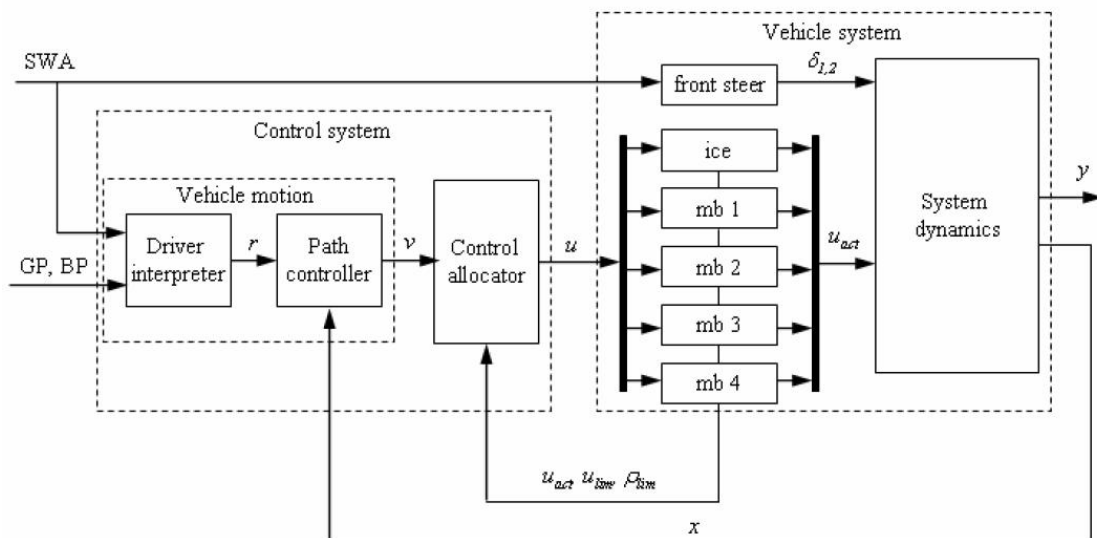 Vehicle system
SWA
front steer
δ1,2
Control system
ice
Vehicle motion
mb 1
y
Driver
interpreter
r
Path
controller
v
Control
allocator
u
mb 2
uact
System
dynamics
GP, BP
mb 3
mb 4
uact, ulim, ρlim
x